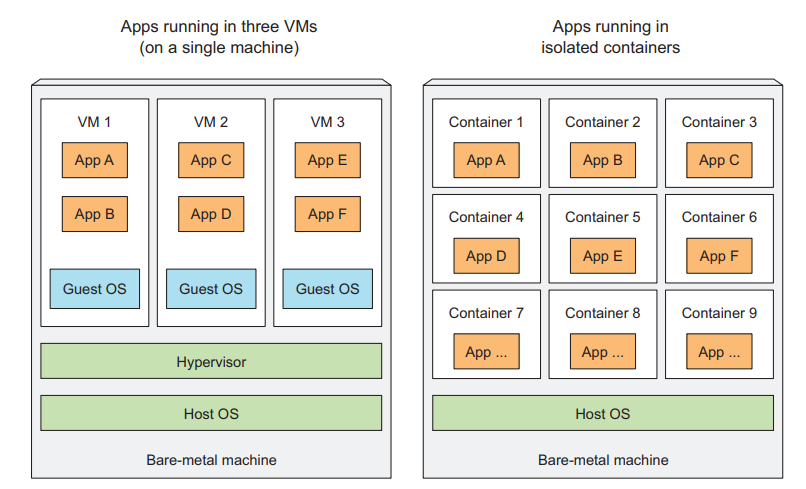 Apps running in three VMs
(on a single machine)
VM 1
VM 2
VM 3
App A
App C
App E
App B
App D
App F
Guest OS
Guest OS
Guest OS
Hypervisor
Host OS
Bare-metal machine
Apps running in
isolated containers
Container 1
Container 2
Container 3
App A
App B
App C
Container 4
Container 5
Container 6
App D
App E
App F
Container 7
Container 8
Container 9
App ...
App ...
App ...
Host OS
Bare-metal machine